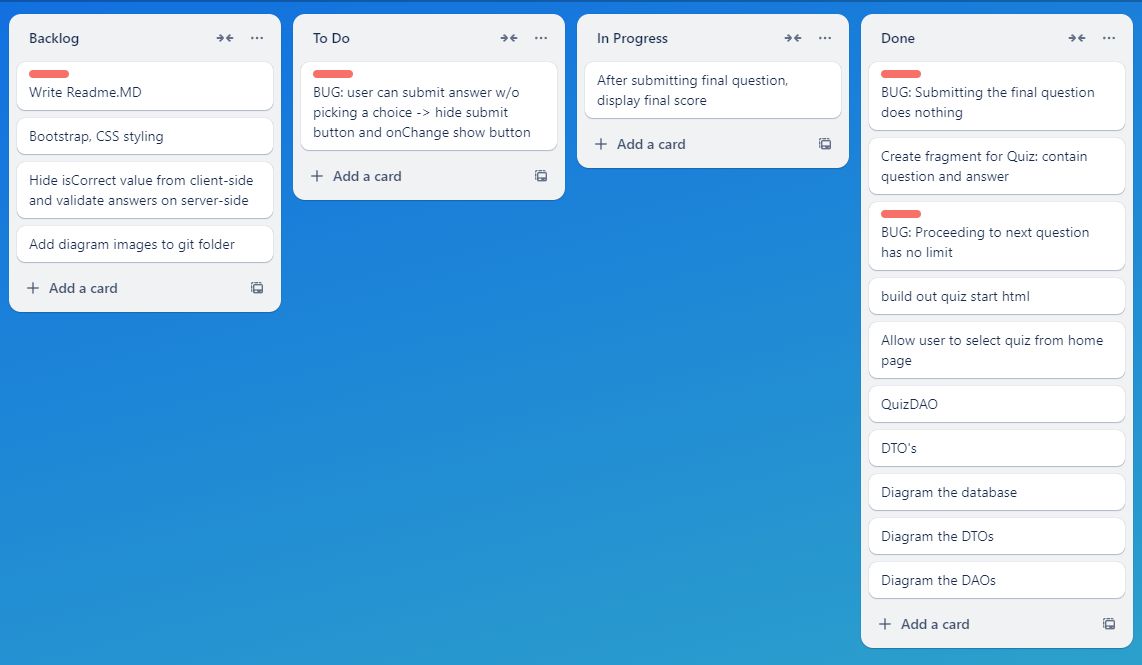 Backlog
Write Readme.MD
Bootstrap, CSS styling
Hide isCorrect value from client-side
and validate answers on server-side
Add diagram images to git folder
Add a card
To Do
BUG: user can submit answer w/o
picking a choice -> hide submit
button and onChange show button
Add a card
In Progress
After submitting final question,
display final score
Add a card
Done
BUG: Submitting the final question
does nothing
Create fragment for Quiz: contain
question and answer
BUG: Proceeding to next question
has no limit
build out quiz start html
Allow user to select quiz from home
page
QuizDAO
DTO's
Diagram the database
Diagram the DTOs
Diagram the DAOs
Add a card